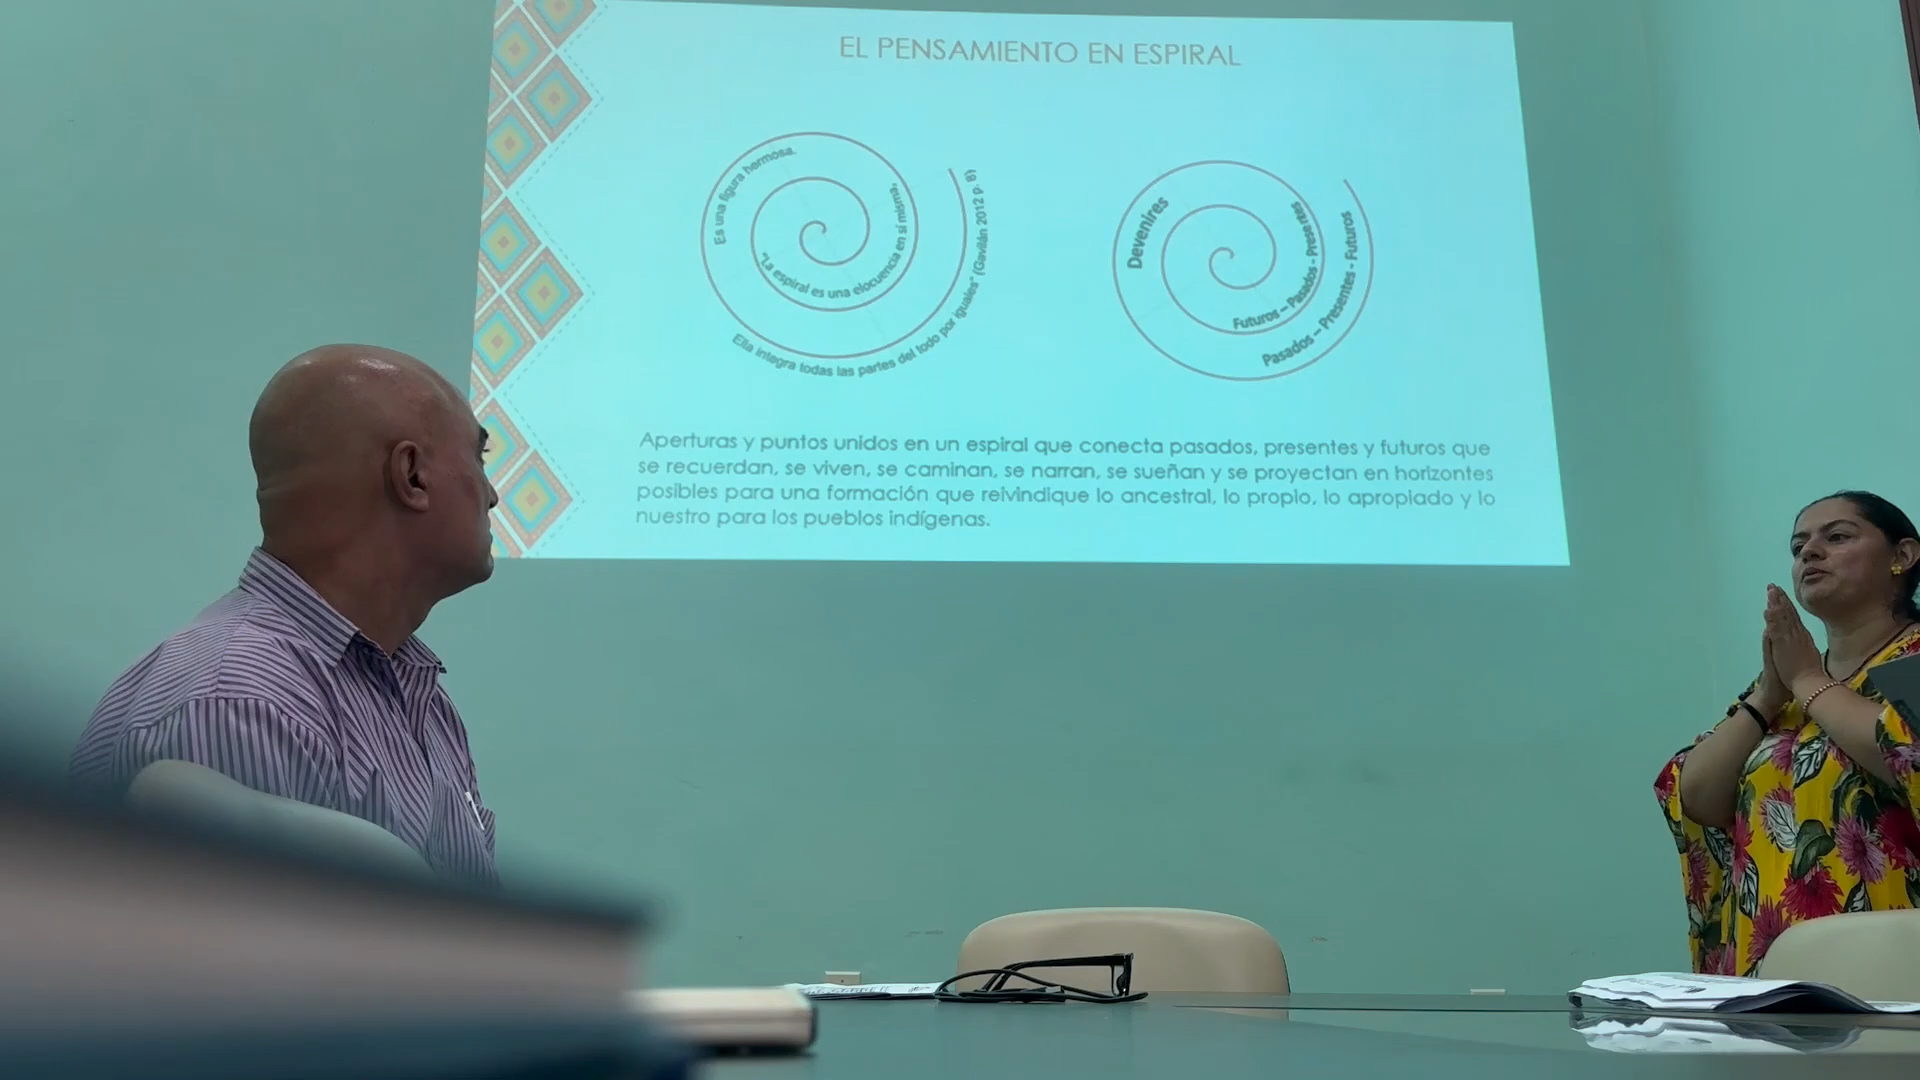 EL PENSAMIENTO EN ESPIRAL
"La espiral es una elocuencia en sí misma.
Es una figura hermosa.
Ella integra todas las partes del todo por iguales" (Gavilán 2012 p. 8)
Devenires
Futuros – Pasados - Presentes
Pasados – Presentes - Futuros
Aperturas y puntos unidos en un espiral que conecta pasados, presentes y futuros que
se recuerdan, se viven, se caminan, se narran, se sueñan y se proyectan en horizontes
posibles para una formación que reivindique lo ancestral, lo propio, lo apropiado y lo
nuestro para los pueblos indígenas.